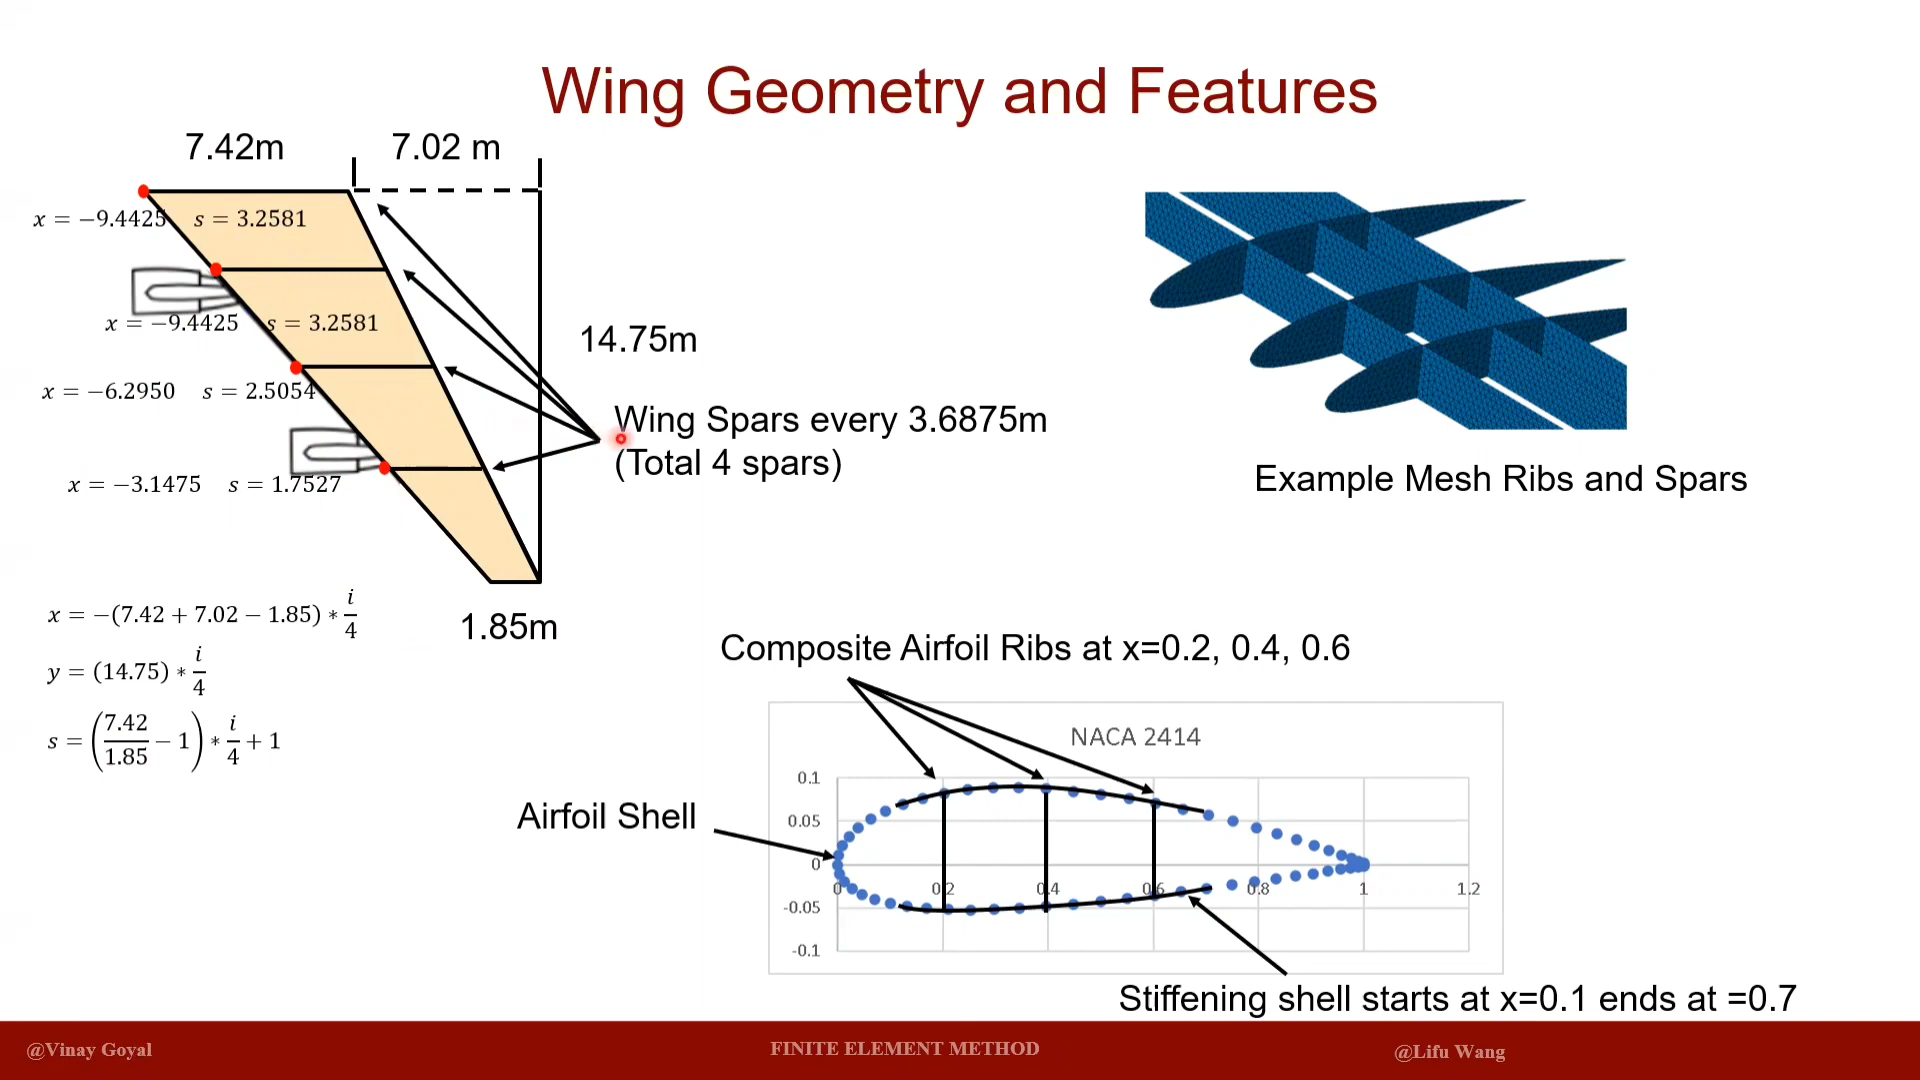 Wing Geometry and Features
7.42m
7.02 m
x = −9.4425 s = 3.2581
x = −9.4425 s = 3.2581
x = −6.2950 s = 2.5054
x = −3.1475 s = 1.7527
14.75m
Wing Spars every 3.6875m
(Total 4 spars)
Example Mesh Ribs and Spars
1.85m
x = −(7.42 + 7.02 − 1.85) * i/4
y = (14.75) * i/4
s = (7.42/1.85 − 1) * i/4 + 1
Composite Airfoil Ribs at x=0.2, 0.4, 0.6
NACA 2414
0.1
0.05
0
-0.05
-0.1
0 0.2 0.4 0.6 0.8 1 1.2
Airfoil Shell
Stiffening shell starts at x=0.1 ends at =0.7
@Vinay Goyal
FINITE ELEMENT METHOD
@Lifu Wang